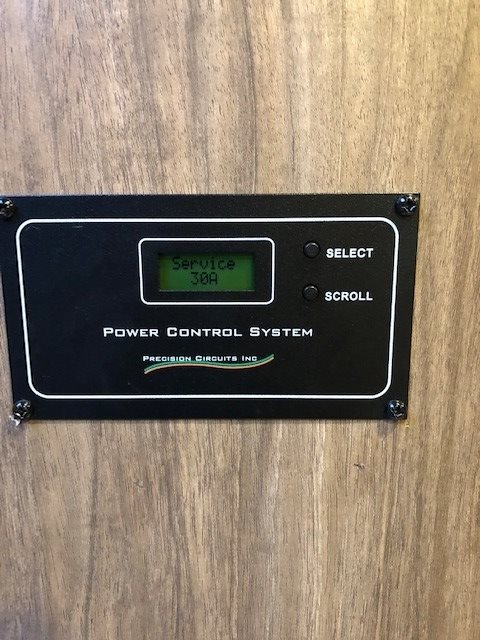 Service
30A
SELECT
SCROLL
POWER CONTROL SYSTEM
PRECISION CIRCUITS INC